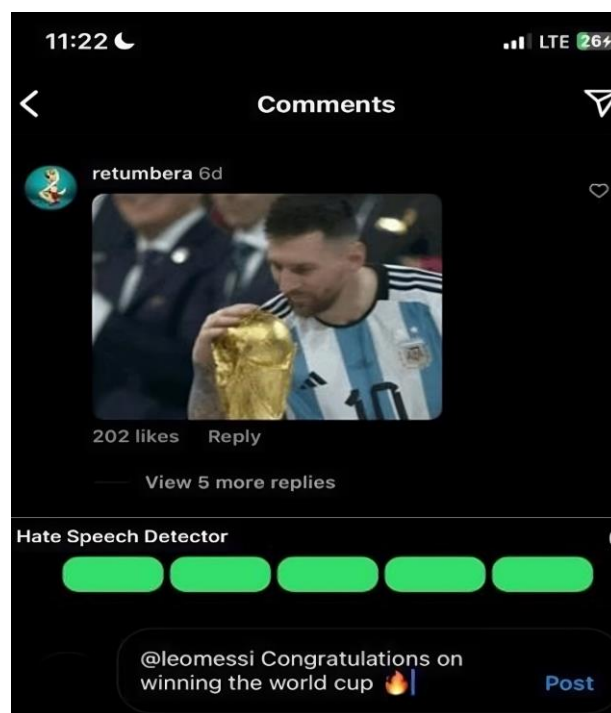 11:22
LTE 26
Comments
retumbera 6d
10
202 likes Reply
View 5 more replies
Hate Speech Detector
@leomessi Congratulations on
winning the world cup 🔥
Post